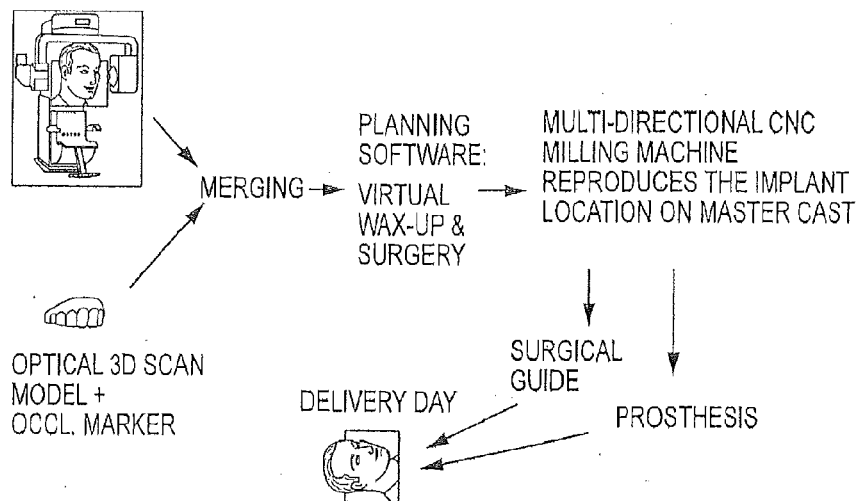 MERGING
PLANNING
SOFTWARE:
VIRTUAL
WAX-UP &
SURGERY
MULTI-DIRECTIONAL CNC
MILLING MACHINE
REPRODUCES THE IMPLANT
LOCATION ON MASTER CAST
OPTICAL 3D SCAN
MODEL +
OCCL. MARKER
SURGICAL
GUIDE
PROSTHESIS
DELIVERY DAY